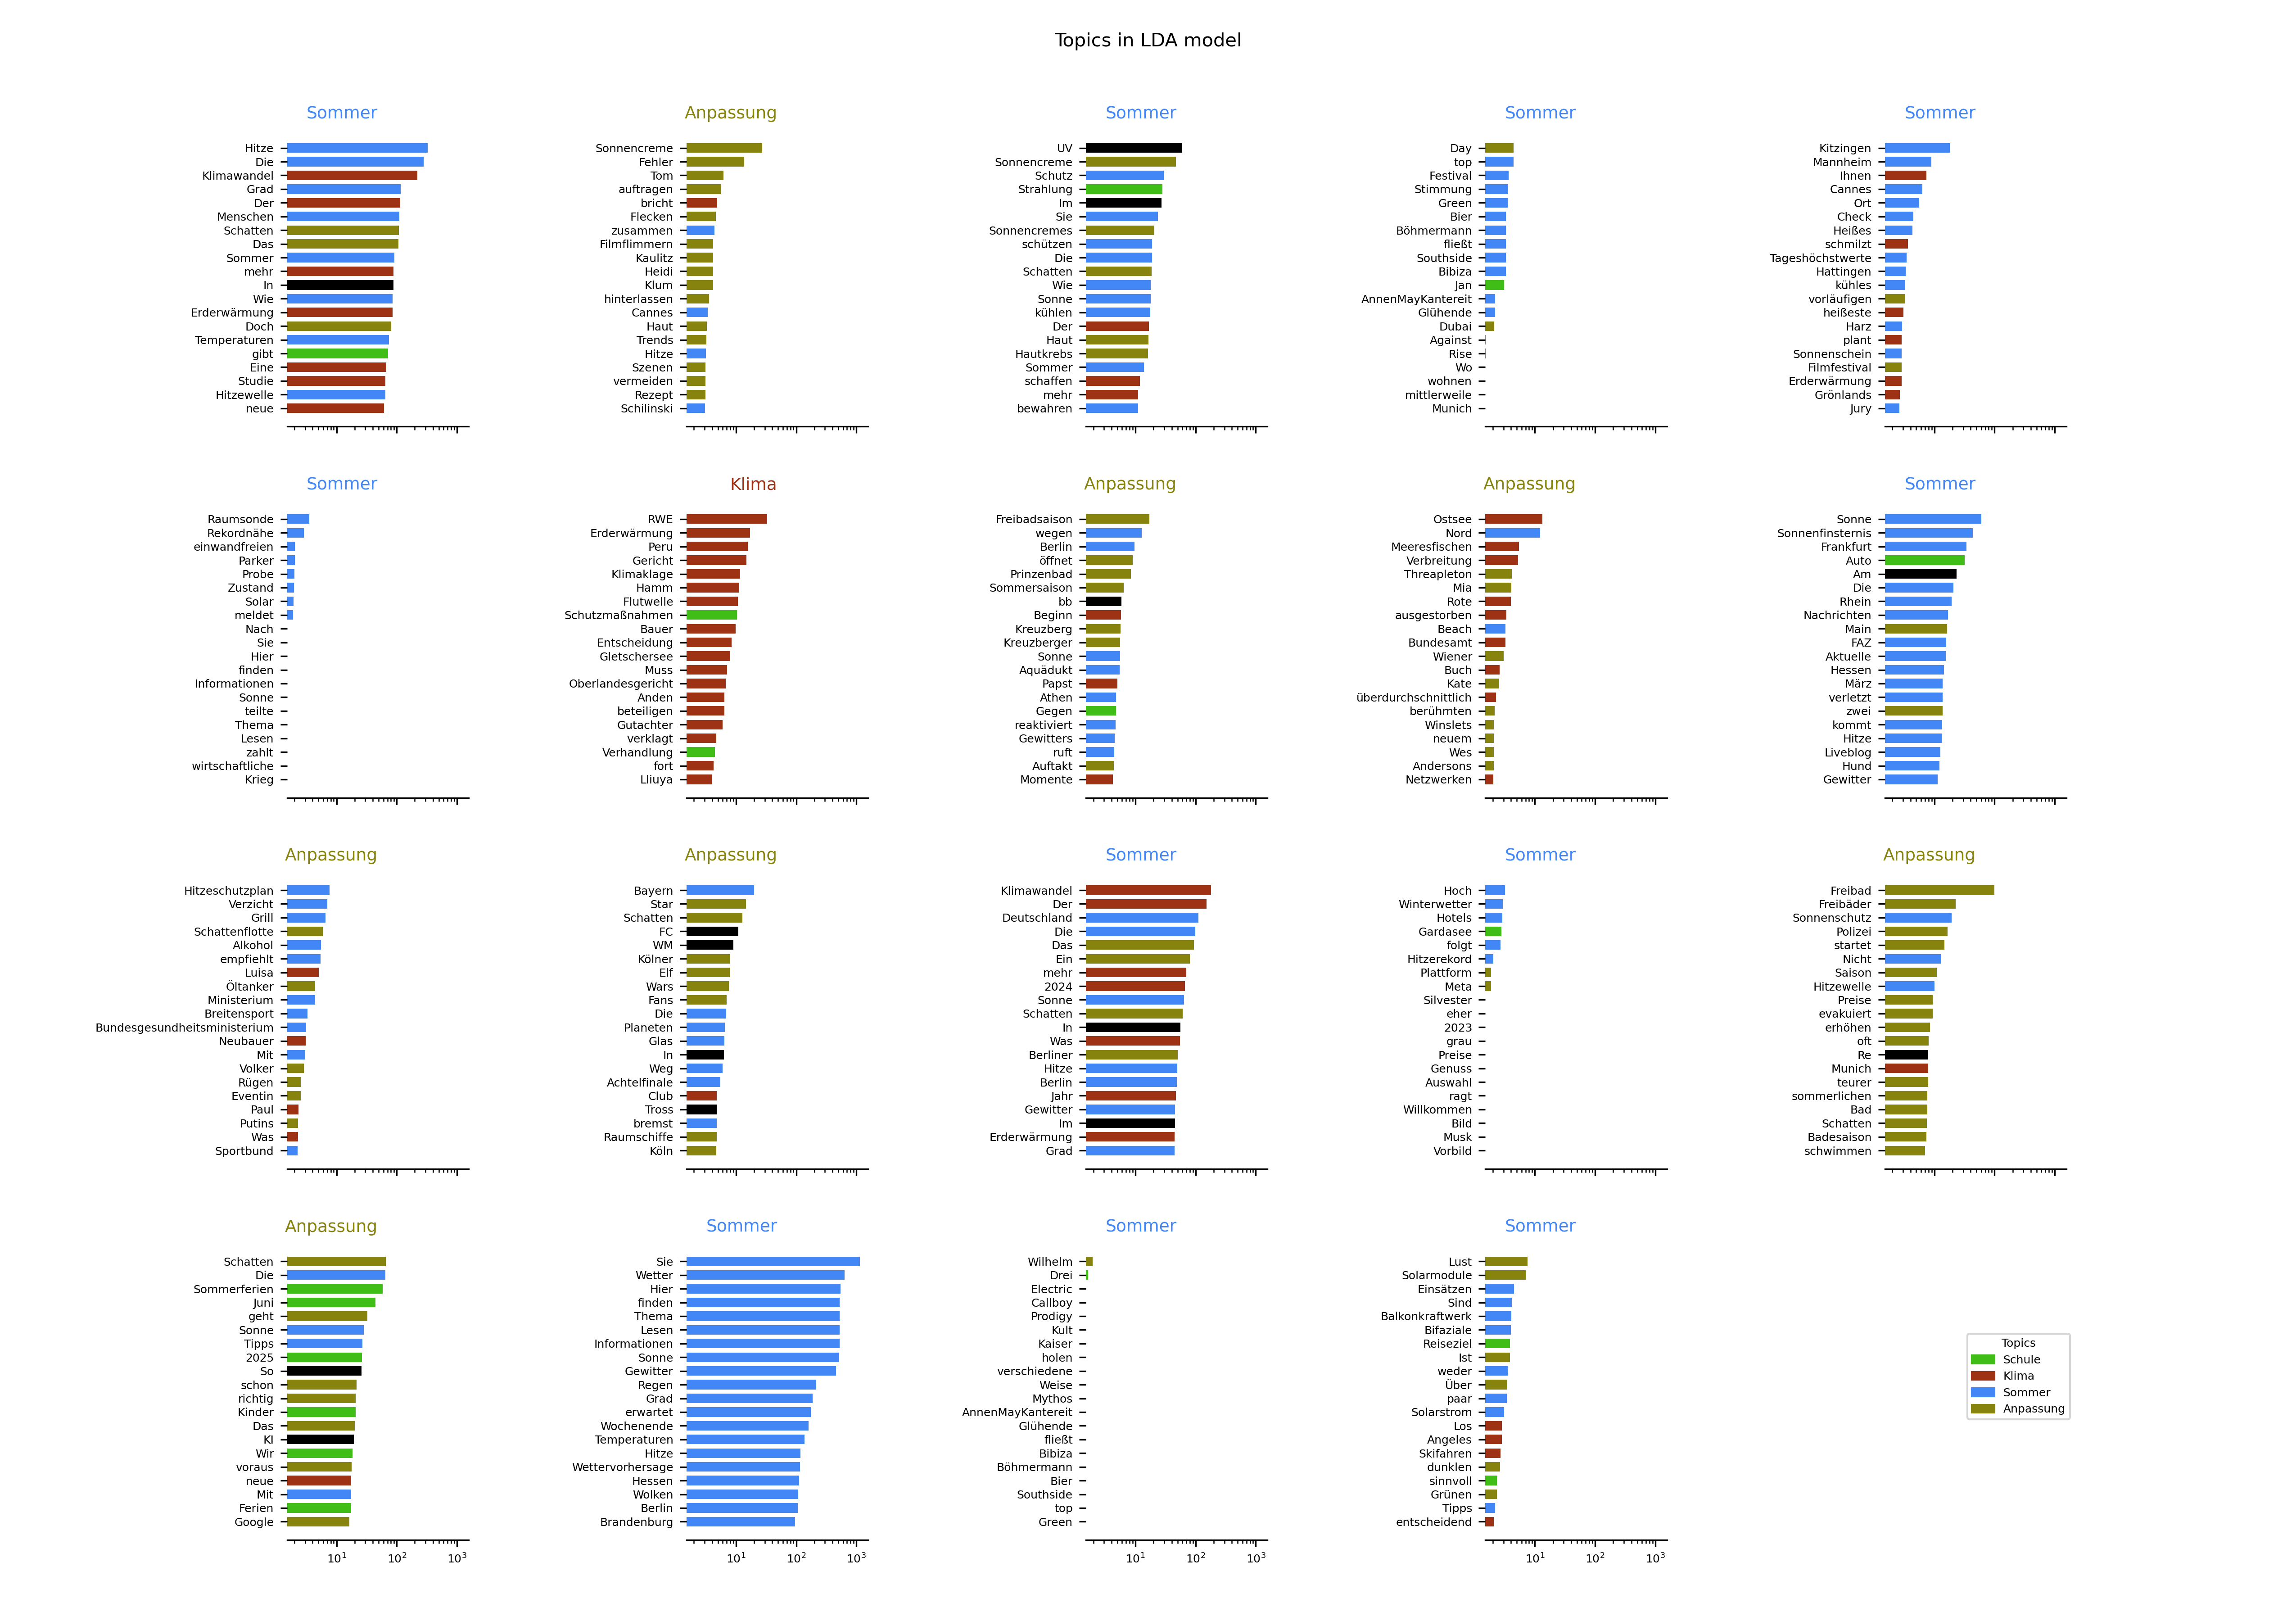 Topics in LDA model
Sommer
Hitze
Die
Klimawandel
Grad
Der
Menschen
Schatten
Das
Sommer
mehr
In
Wie
Erderwärmung
Doch
Temperaturen
gibt
Eine
Studie
Hitzewelle
neue
Anpassung
Sonnencreme
Fehler
Tom
auftragen
bricht
Flecken
zusammen
Filmflimmern
Kaulitz
Heidi
Klum
hinterlassen
Cannes
Haut
Trends
Hitze
Szenen
vermeiden
Rezept
Schilinski
Sommer
UV
Sonnencreme
Schutz
Strahlung
Im
Sie
Sonnencremes
schützen
Die
Schatten
Wie
Sonne
kühlen
Der
Haut
Hautkrebs
Sommer
schaffen
mehr
bewahren
Sommer
Day
top
Festival
Stimmung
Green
Bier
Böhmermann
fließt
Southside
Bibiza
Jan
AnnenMayKantereit
Glühende
Dubai
Against
Rise
Wo
wohnen
mittlerweile
Munich
Sommer
Kitzingen
Mannheim
Ihnen
Cannes
Ort
Check
Heißes
schmilzt
Tageshöchstwerte
Hattingen
kühles
vorläufigen
heißeste
Harz
plant
Sonnenschein
Filmfestival
Erderwärmung
Grönlands
Jury
Sommer
Raumsonde
Rekordnähe
einwandfreien
Parker
Probe
Zustand
Solar
meldet
Nach
Sie
Hier
finden
Informationen
Sonne
teilte
Thema
Lesen
zahlt
wirtschaftliche
Krieg
Klima
RWE
Erderwärmung
Peru
Gericht
Klimaklage
Hamm
Flutwelle
Schutzmaßnahmen
Bauer
Entscheidung
Gletschersee
Muss
Oberlandesgericht
Anden
beteiligen
Gutachter
verklagt
Verhandlung
fort
Lliuya
Anpassung
Freibadsaison
wegen
Berlin
öffnet
Prinzenbad
Sommersaison
bb
Beginn
Kreuzberg
Kreuzberger
Sonne
Aquädukt
Papst
Athen
Gegen
reaktiviert
Gewitters
ruft
Auftakt
Momente
Anpassung
Ostsee
Nord
Meeresfischen
Verbreitung
Threapleton
Mia
Rote
ausgestorben
Beach
Bundesamt
Wiener
Buch
Kate
überdurchschnittlich
berühmten
Winslets
neuem
Wes
Andersons
Netzwerken
Sommer
Sonne
Sonnenfinsternis
Frankfurt
Auto
Am
Die
Rhein
Nachrichten
Main
FAZ
Aktuelle
Hessen
März
verletzt
zwei
kommt
Hitze
Liveblog
Hund
Gewitter
Anpassung
Hitzeschutzplan
Verzicht
Grill
Schattenflotte
Alkohol
empfiehlt
Luisa
Öltanker
Ministerium
Breitensport
Bundesgesundheitsministerium
Neubauer
Mit
Volker
Rügen
Eventin
Paul
Putins
Was
Sportbund
Anpassung
Bayern
Star
Schatten
FC
WM
Kölner
Elf
Wars
Fans
Die
Planeten
Glas
In
Weg
Achtelfinale
Club
Tross
bremst
Raumschiffe
Köln
Sommer
Klimawandel
Der
Deutschland
Die
Das
Ein
mehr
2024
Sonne
Schatten
In
Was
Berliner
Hitze
Berlin
Jahr
Gewitter
Im
Erderwärmung
Grad
Sommer
Hoch
Winterwetter
Hotels
Gardasee
folgt
Hitzerekord
Plattform
Meta
Silvester
eher
2023
grau
Preise
Genuss
Auswahl
ragt
Willkommen
Bild
Musk
Vorbild
Anpassung
Freibad
Freibäder
Sonnenschutz
Polizei
startet
Nicht
Saison
Hitzewelle
Preise
evakuiert
erhöhen
oft
Re
Munich
teurer
sommerlichen
Bad
Schatten
Badesaison
schwimmen
Anpassung
Schatten
Die
Sommerferien
Juni
geht
Sonne
Tipps
2025
So
schon
richtig
Kinder
Das
KI
Wir
voraus
neue
Mit
Ferien
Google
10¹ 10² 10³
Sommer
Sie
Wetter
Hier
finden
Thema
Lesen
Informationen
Sonne
Gewitter
Regen
Grad
erwartet
Wochenende
Temperaturen
Hitze
Wettervorhersage
Hessen
Wolken
Berlin
Brandenburg
10¹ 10² 10³
Sommer
Wilhelm
Drei
Electric
Callboy
Prodigy
Kult
Kaiser
holen
verschiedene
Weise
Mythos
AnnenMayKantereit
Glühende
fließt
Bibiza
Böhmermann
Bier
Southside
top
Green
10¹ 10² 10³
Sommer
Lust
Solarmodule
Einsätzen
Sind
Balkonkraftwerk
Bifaziale
Reiseziel
Ist
weder
Über
paar
Solarstrom
Los
Angeles
Skifahren
dunklen
sinnvoll
Grünen
Tipps
entscheidend
10¹ 10² 10³
Topics
Schule
Klima
Sommer
Anpassung